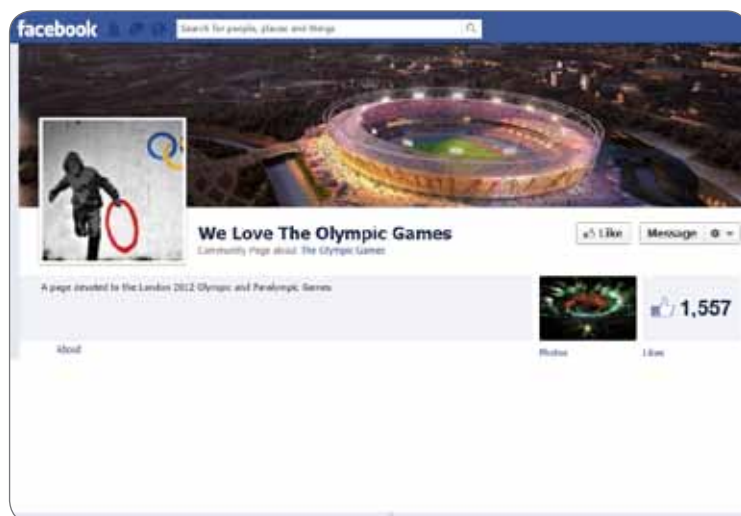 facebook
Search for people, places and things
We Love The Olympic Games
Like
Message
Community Page about The Olympic Games
A page devoted to the London 2012 Olympic and Paralympic Games
1,557
About
Photos
Likes